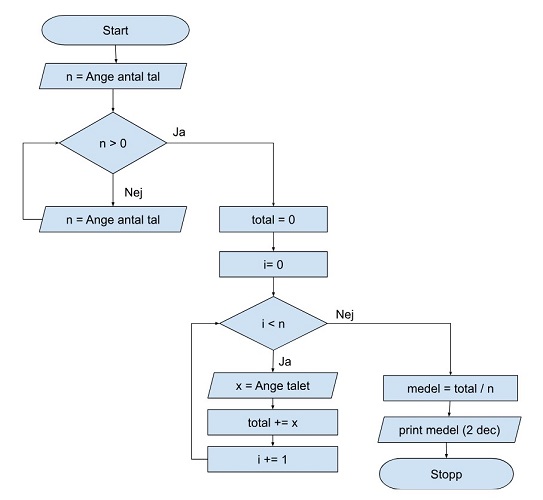 Start
n = Ange antal tal
n > 0
Ja
Nej
n = Ange antal tal
total = 0
i= 0
i < n
Nej
Ja
x = Ange talet
total += x
i += 1
medel = total / n
print medel (2 dec)
Stopp